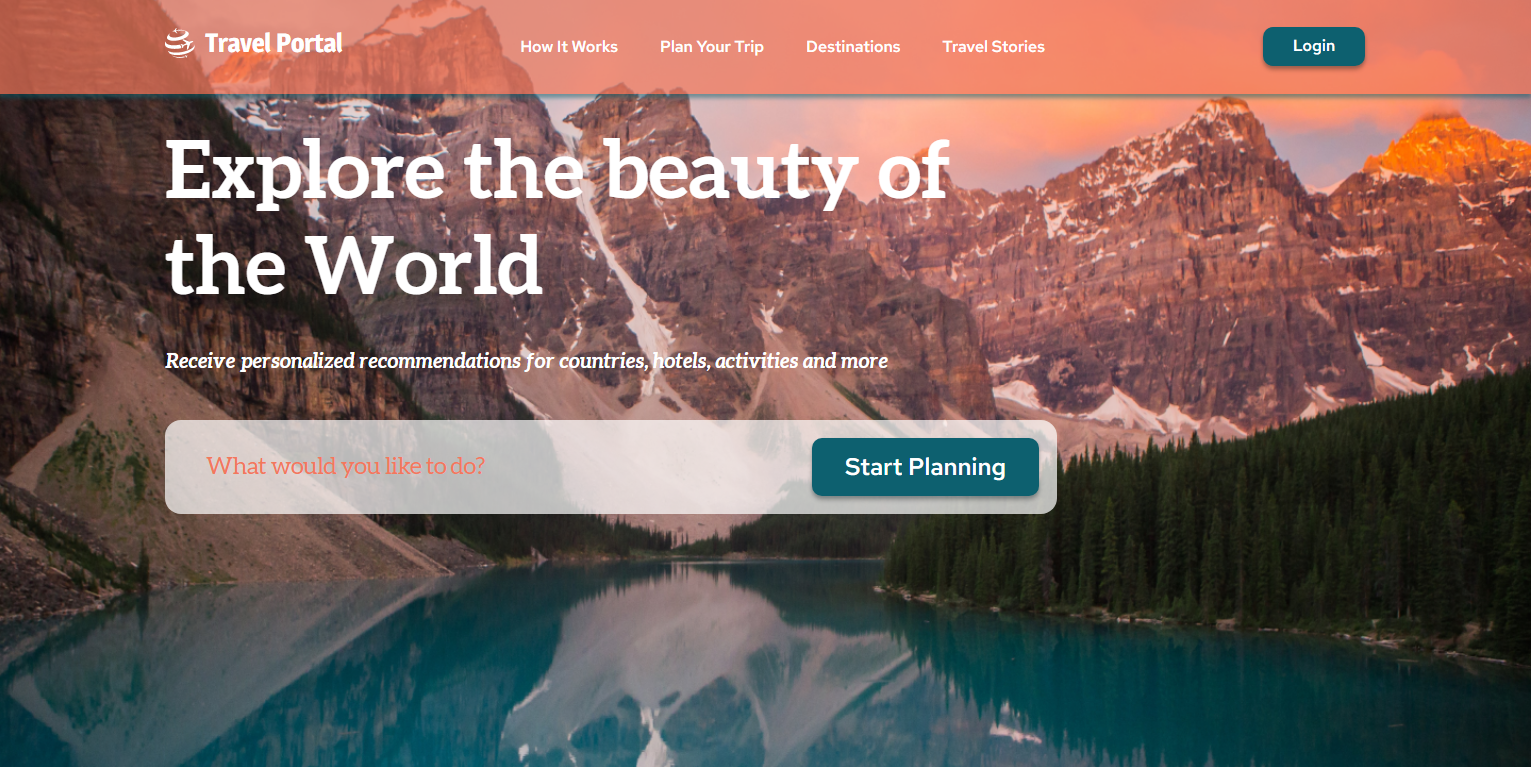 Travel Portal
How It Works
Plan Your Trip
Destinations
Travel Stories
Login
Explore the beauty of
the World
Receive personalized recommendations for countries, hotels, activities and more
What would you like to do?
Start Planning